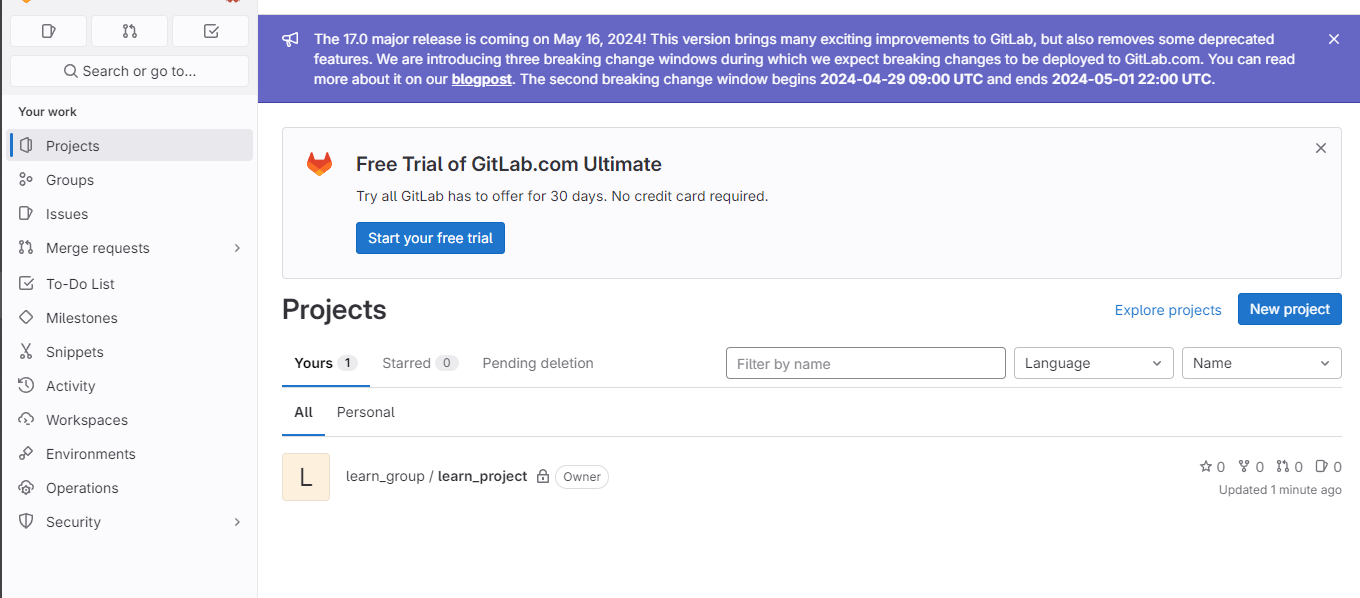 Search or go to...
Your work
Projects
Groups
Issues
Merge requests
To-Do List
Milestones
Snippets
Activity
Workspaces
Environments
Operations
Security
The 17.0 major release is coming on May 16, 2024! This version brings many exciting improvements to GitLab, but also removes some deprecated
features. We are introducing three breaking change windows during which we expect breaking changes to be deployed to GitLab.com. You can read
more about it on our blogpost. The second breaking change window begins 2024-04-29 09:00 UTC and ends 2024-05-01 22:00 UTC.
Free Trial of GitLab.com Ultimate
Try all GitLab has to offer for 30 days. No credit card required.
Start your free trial
Projects
Explore projects
New project
Yours 1 Starred 0 Pending deletion
Filter by name
Language
Name
All Personal
L
learn_group / learn_project Owner
0 0 0 0
Updated 1 minute ago